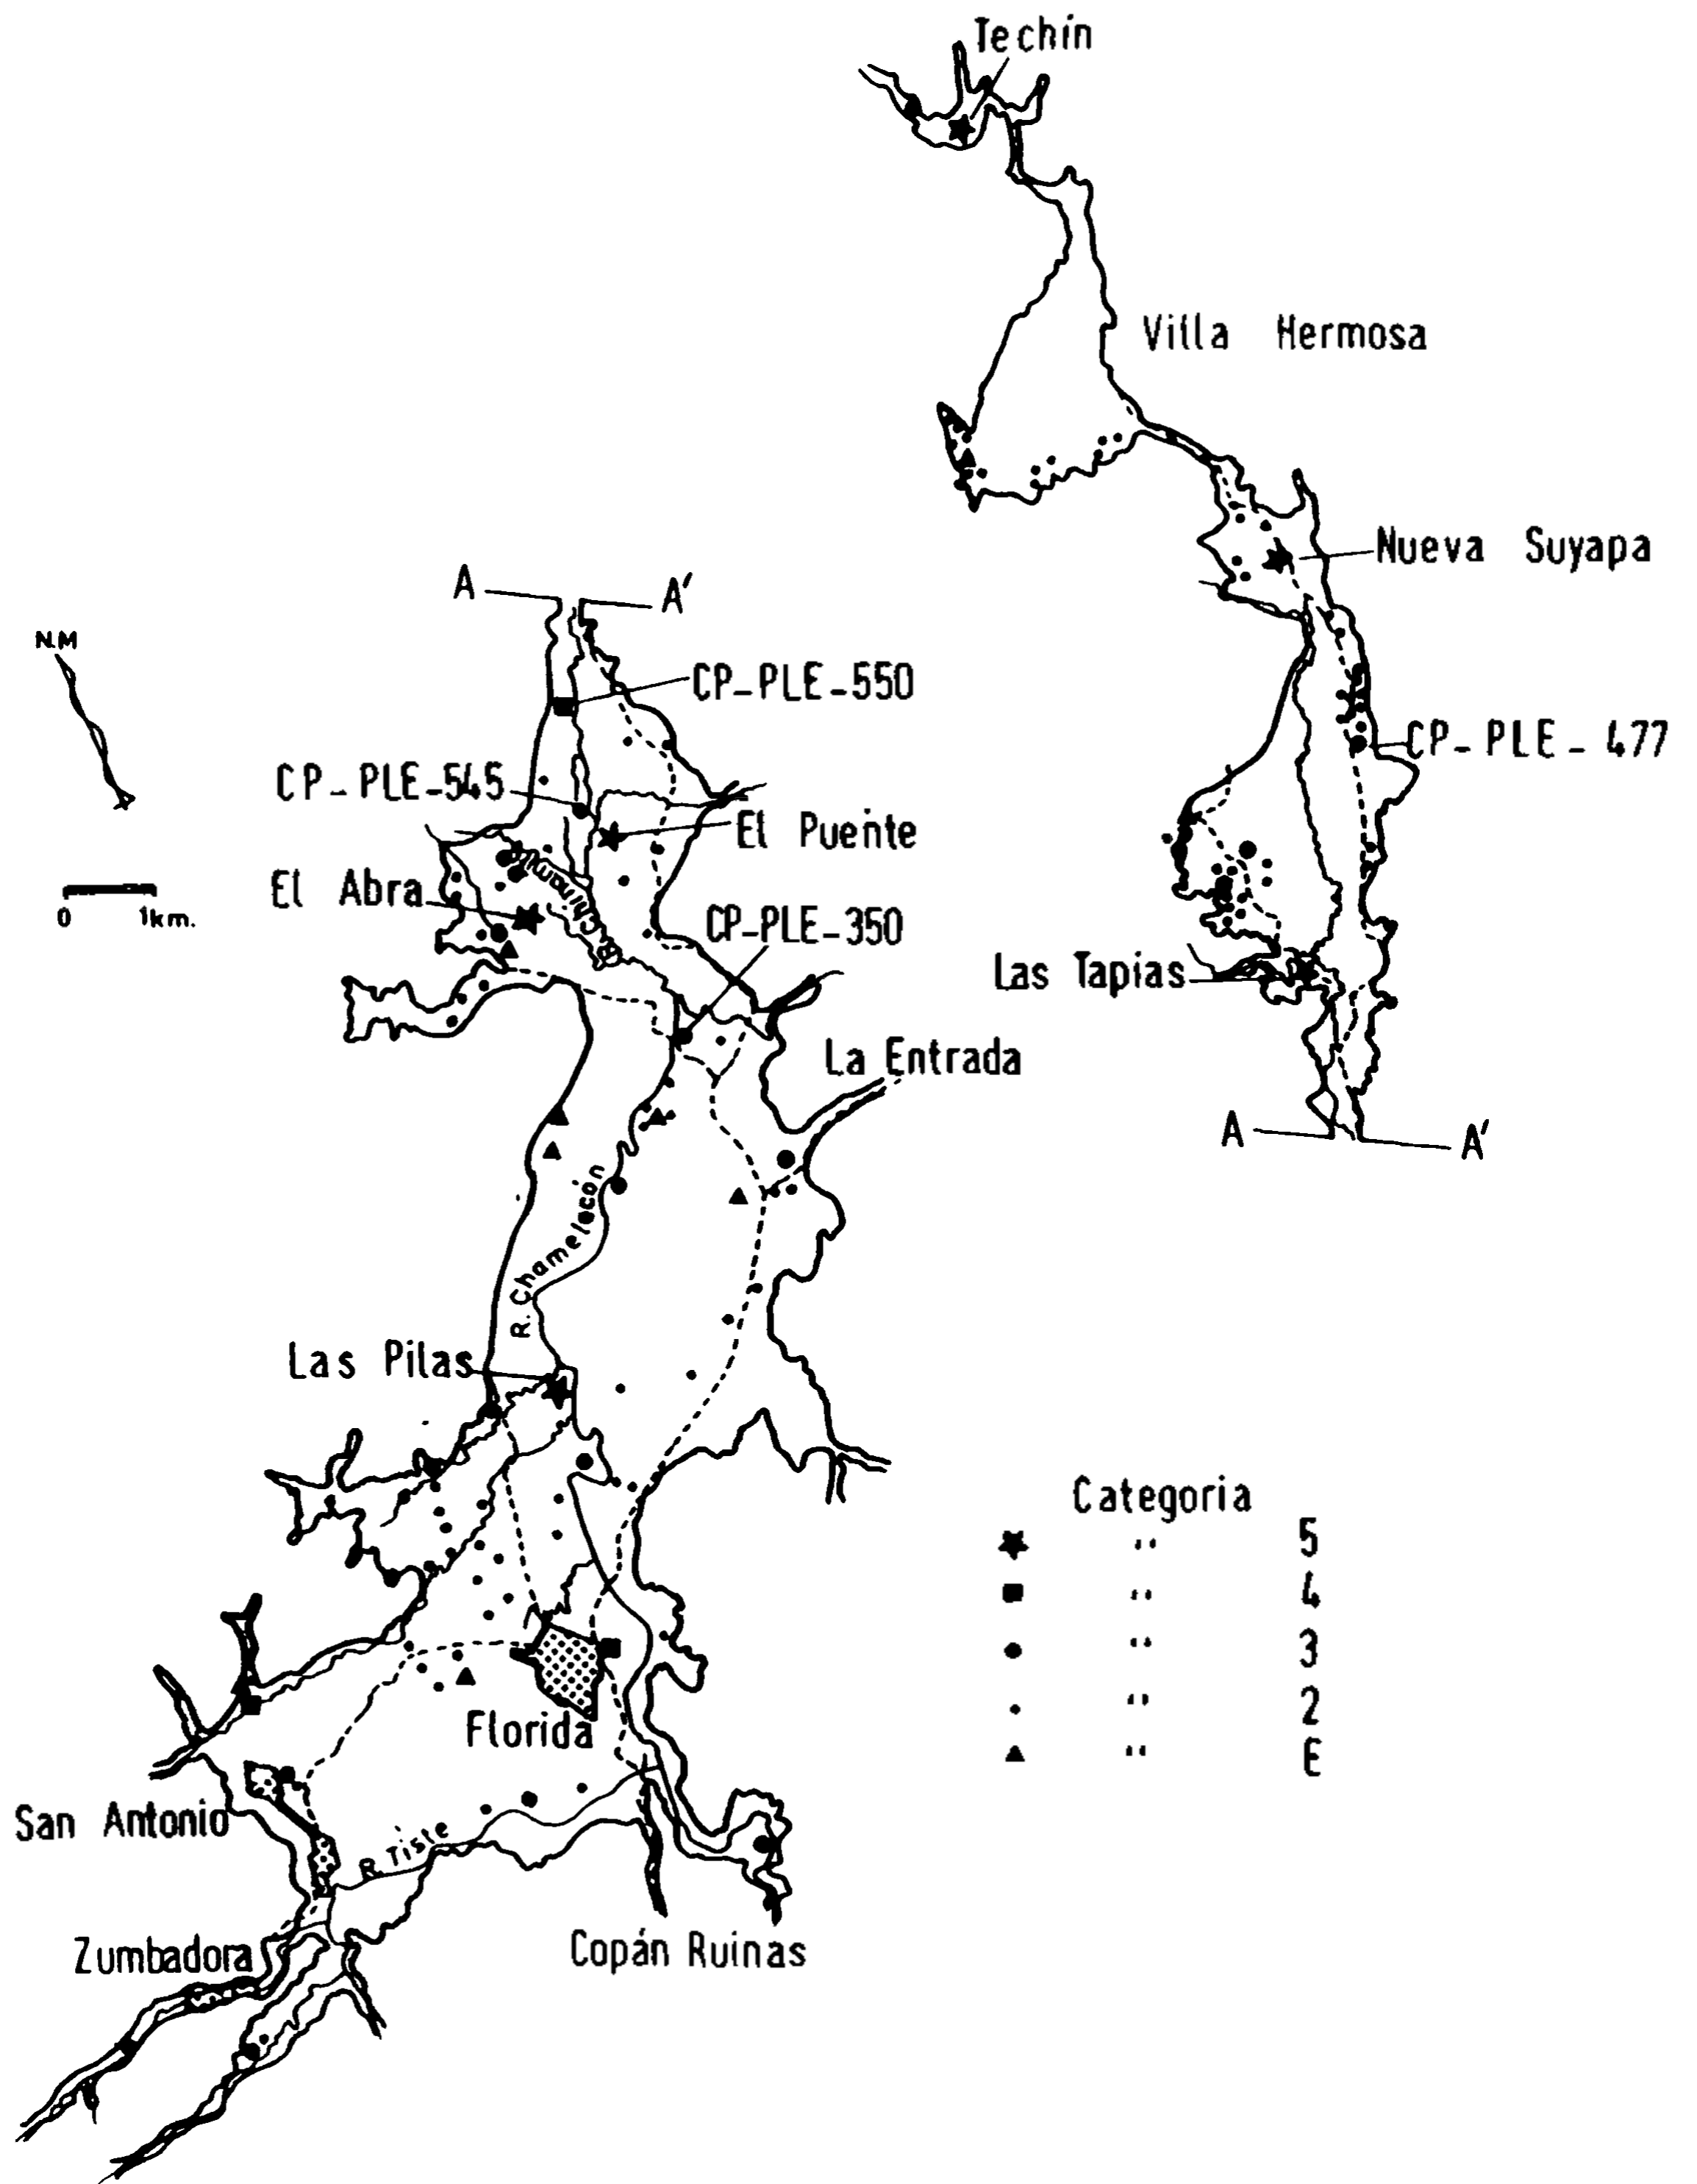 Techín
Villa Hermosa
Nueva Suyapa
A A'
N.M
CP-PLE-550
CP-PLE-477
CP-PLE-545
El Puente
El Abra
R. Chinamito
CP-PLE-350
0 1km.
Las Tapias
La Entrada
A A'
R. Chamelecón
Las Pilas
Categoria
" 5
" 4
" 3
" 2
" E
Florida
San Antonio
R. Tiste
Zumbadora
Copán Ruinas